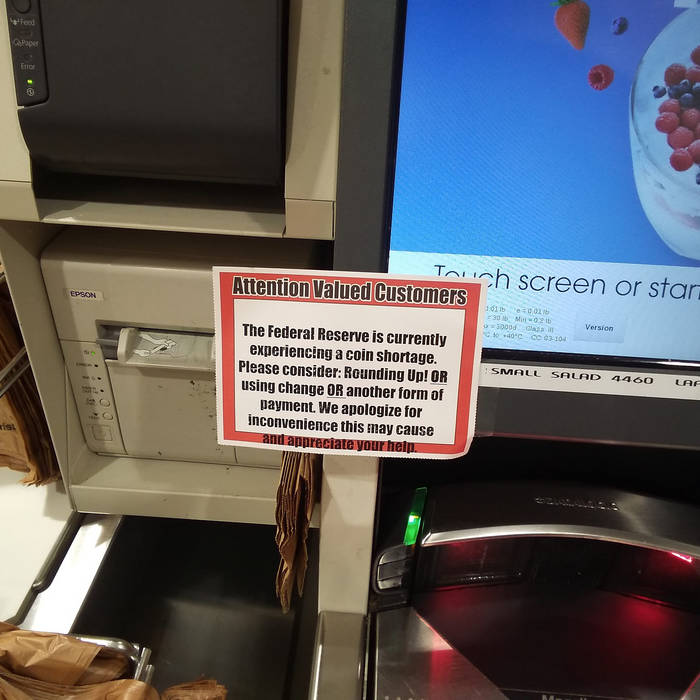 Feed
Paper
Error
EPSON
Attention Valued Customers
The Federal Reserve is currently
experiencing a coin shortage.
Please consider: Rounding Up! OR
using change OR another form of
payment. We apologize for
inconvenience this may cause
and appreciate your help.
Touch screen or star
Version
SMALL SALAD 4460